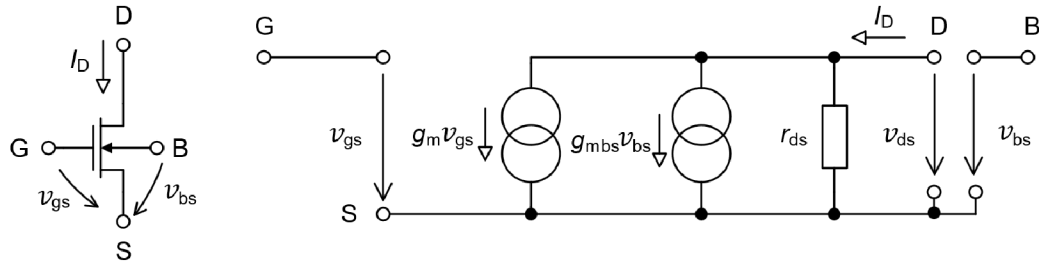 D
I_D
G
B
v_gs
v_bs
S
G
I_D
D
B
v_gs
g_m v_gs
g_mbs v_bs
r_ds
v_ds
v_bs
S